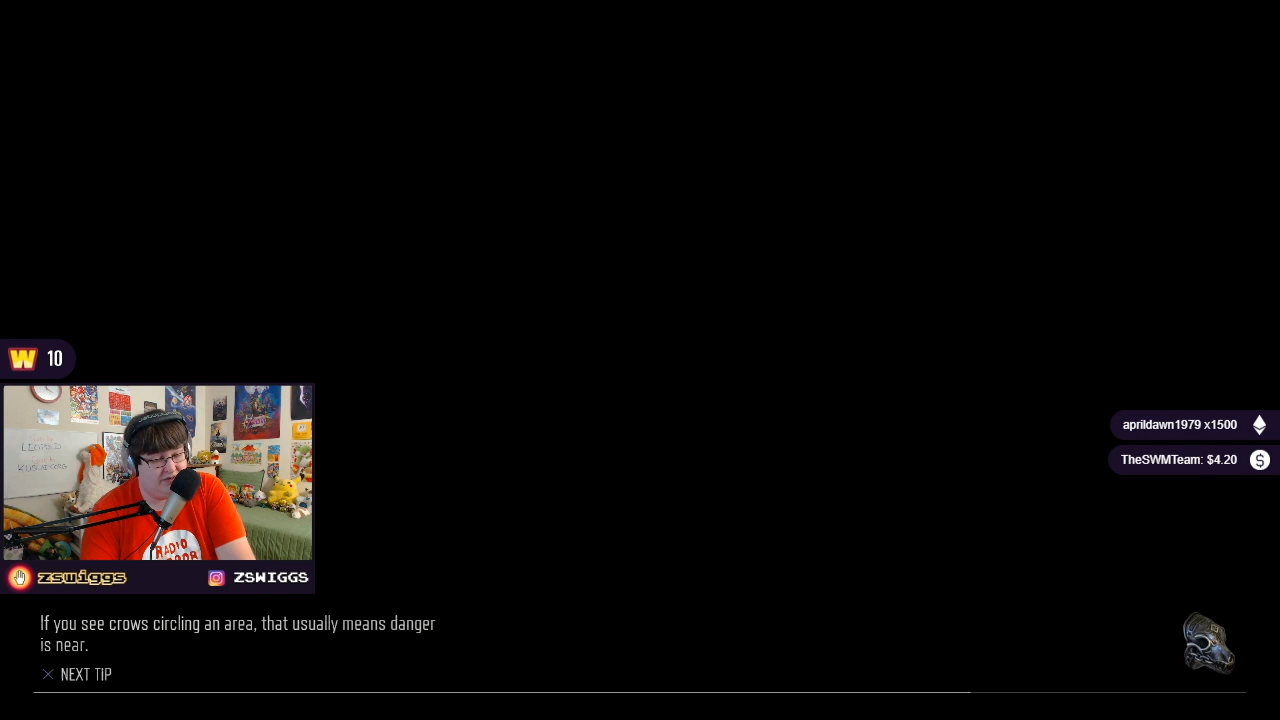 W 10
zswiggs
ZSWIGGS
aprildawn1979 x1500
TheSWMTeam: $4.20
If you see crows circling an area, that usually means danger
is near.
NEXT TIP